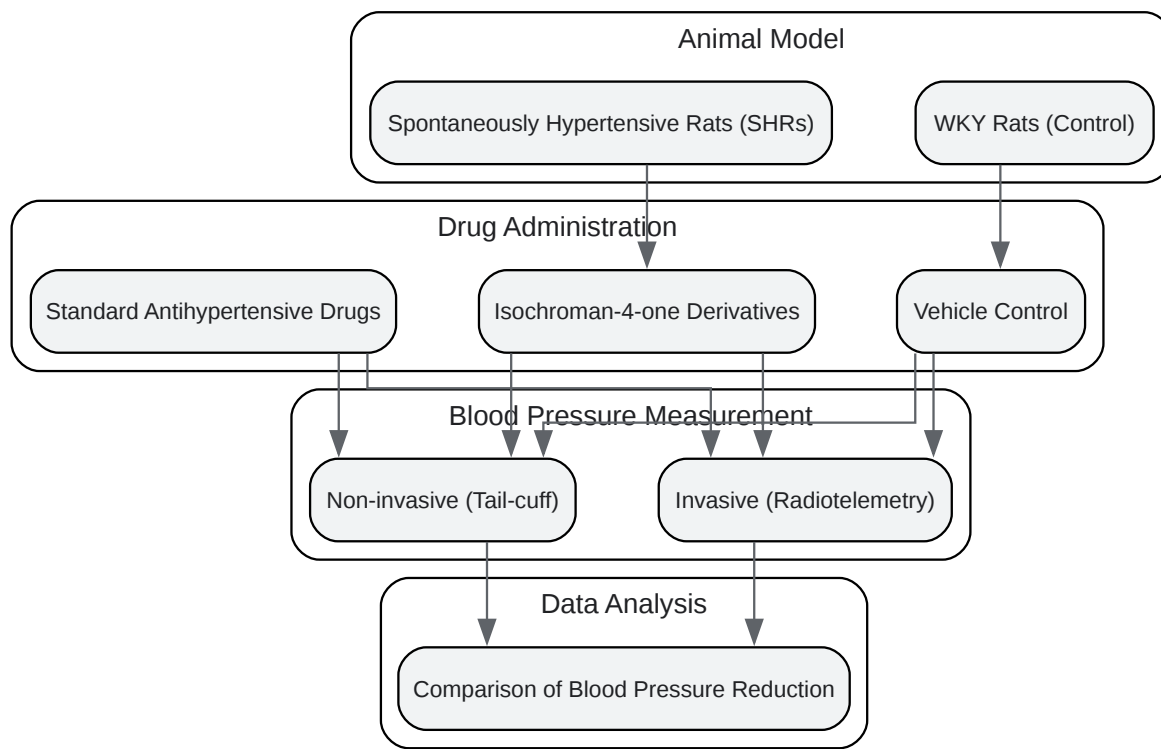 Animal Model
Spontaneously Hypertensive Rats (SHRs)
WKY Rats (Control)
Drug Administration
Standard Antihypertensive Drugs
Isochroman-4-one Derivatives
Vehicle Control
Blood Pressure Measurement
Non-invasive (Tail-cuff)
Invasive (Radiotelemetry)
Data Analysis
Comparison of Blood Pressure Reduction